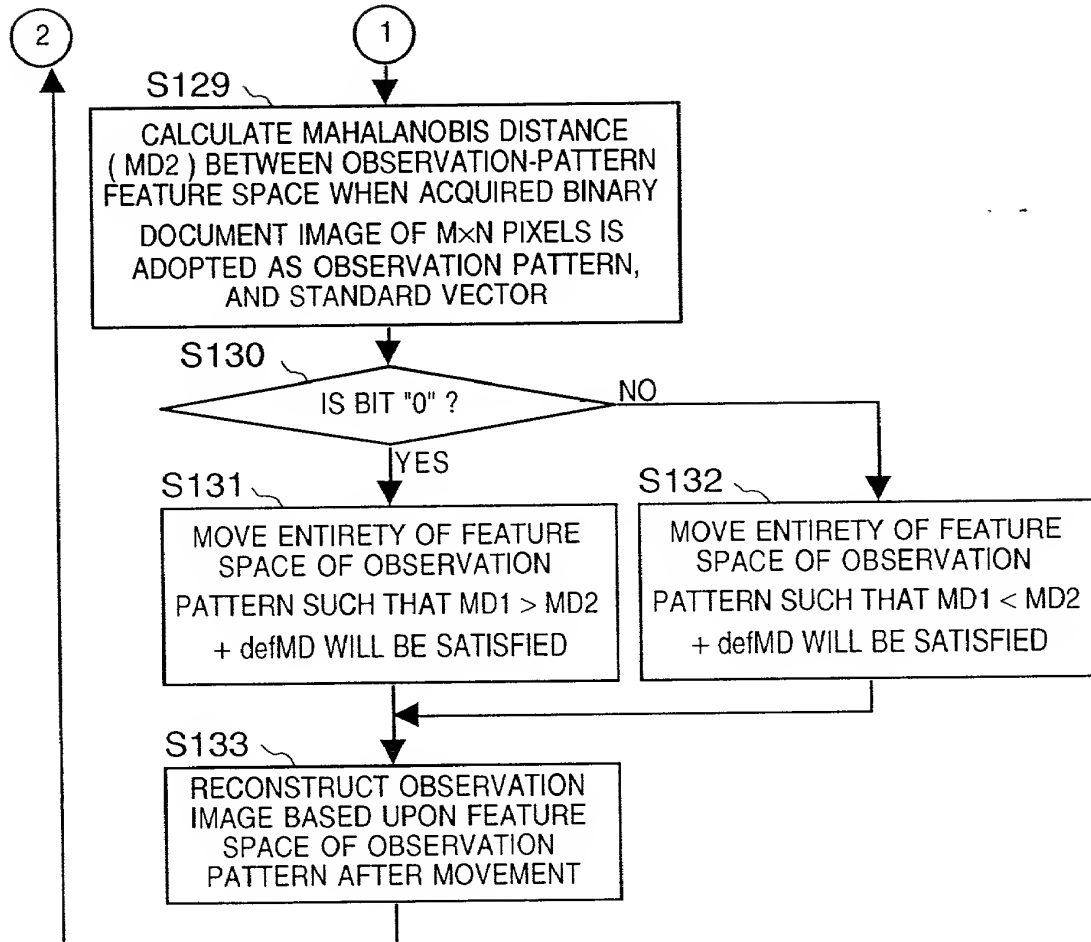 2
1
S129
CALCULATE MAHALANOBIS DISTANCE
( MD2 ) BETWEEN OBSERVATION-PATTERN
FEATURE SPACE WHEN ACQUIRED BINARY
DOCUMENT IMAGE OF M×N PIXELS IS
ADOPTED AS OBSERVATION PATTERN,
AND STANDARD VECTOR
S130
IS BIT "0" ?
NO
YES
S131
MOVE ENTIRETY OF FEATURE
SPACE OF OBSERVATION
PATTERN SUCH THAT MD1 > MD2
+ defMD WILL BE SATISFIED
S132
MOVE ENTIRETY OF FEATURE
SPACE OF OBSERVATION
PATTERN SUCH THAT MD1 < MD2
+ defMD WILL BE SATISFIED
S133
RECONSTRUCT OBSERVATION
IMAGE BASED UPON FEATURE
SPACE OF OBSERVATION
PATTERN AFTER MOVEMENT